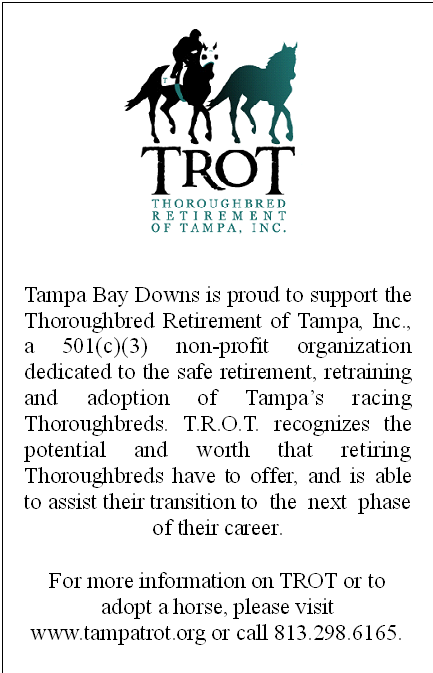 TROT
THOROUGHBRED
RETIREMENT
OF TAMPA, INC.
Tampa Bay Downs is proud to support the
Thoroughbred Retirement of Tampa, Inc.,
a 501(c)(3) non-profit organization
dedicated to the safe retirement, retraining
and adoption of Tampa's racing
Thoroughbreds. T.R.O.T. recognizes the
potential and worth that retiring
Thoroughbreds have to offer, and is able
to assist their transition to the next phase
of their career.
For more information on TROT or to
adopt a horse, please visit
www.tampatrot.org or call 813.298.6165.